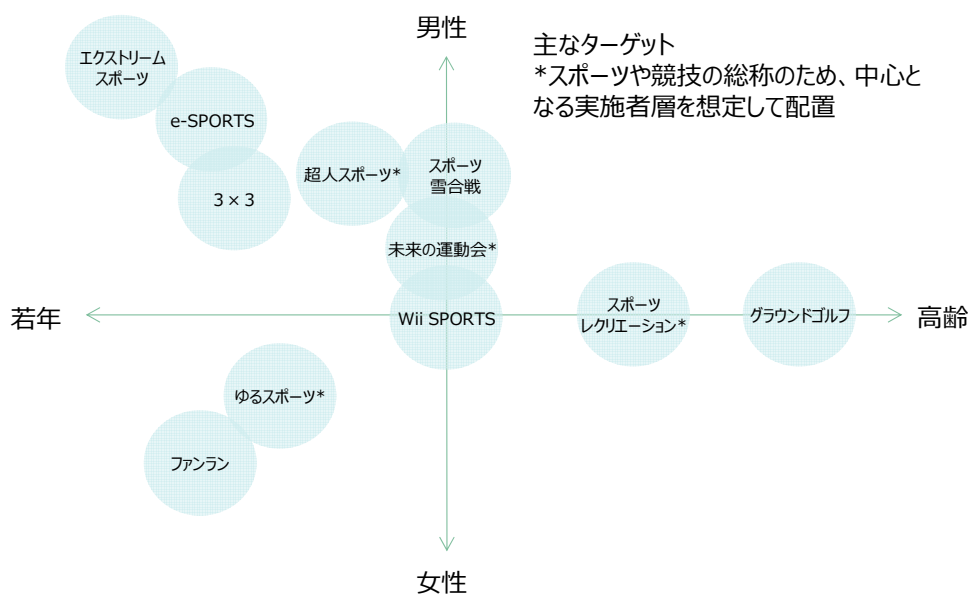 男性
主なターゲット
*スポーツや競技の総称のため、中心と
なる実施者層を想定して配置
エクストリーム
スポーツ
e-SPORTS
3×3
超人スポーツ*
スポーツ
雪合戦
未来の運動会*
若年
Wii SPORTS
スポーツ
レクリエーション*
グラウンドゴルフ
高齢
ゆるスポーツ*
ファンラン
女性